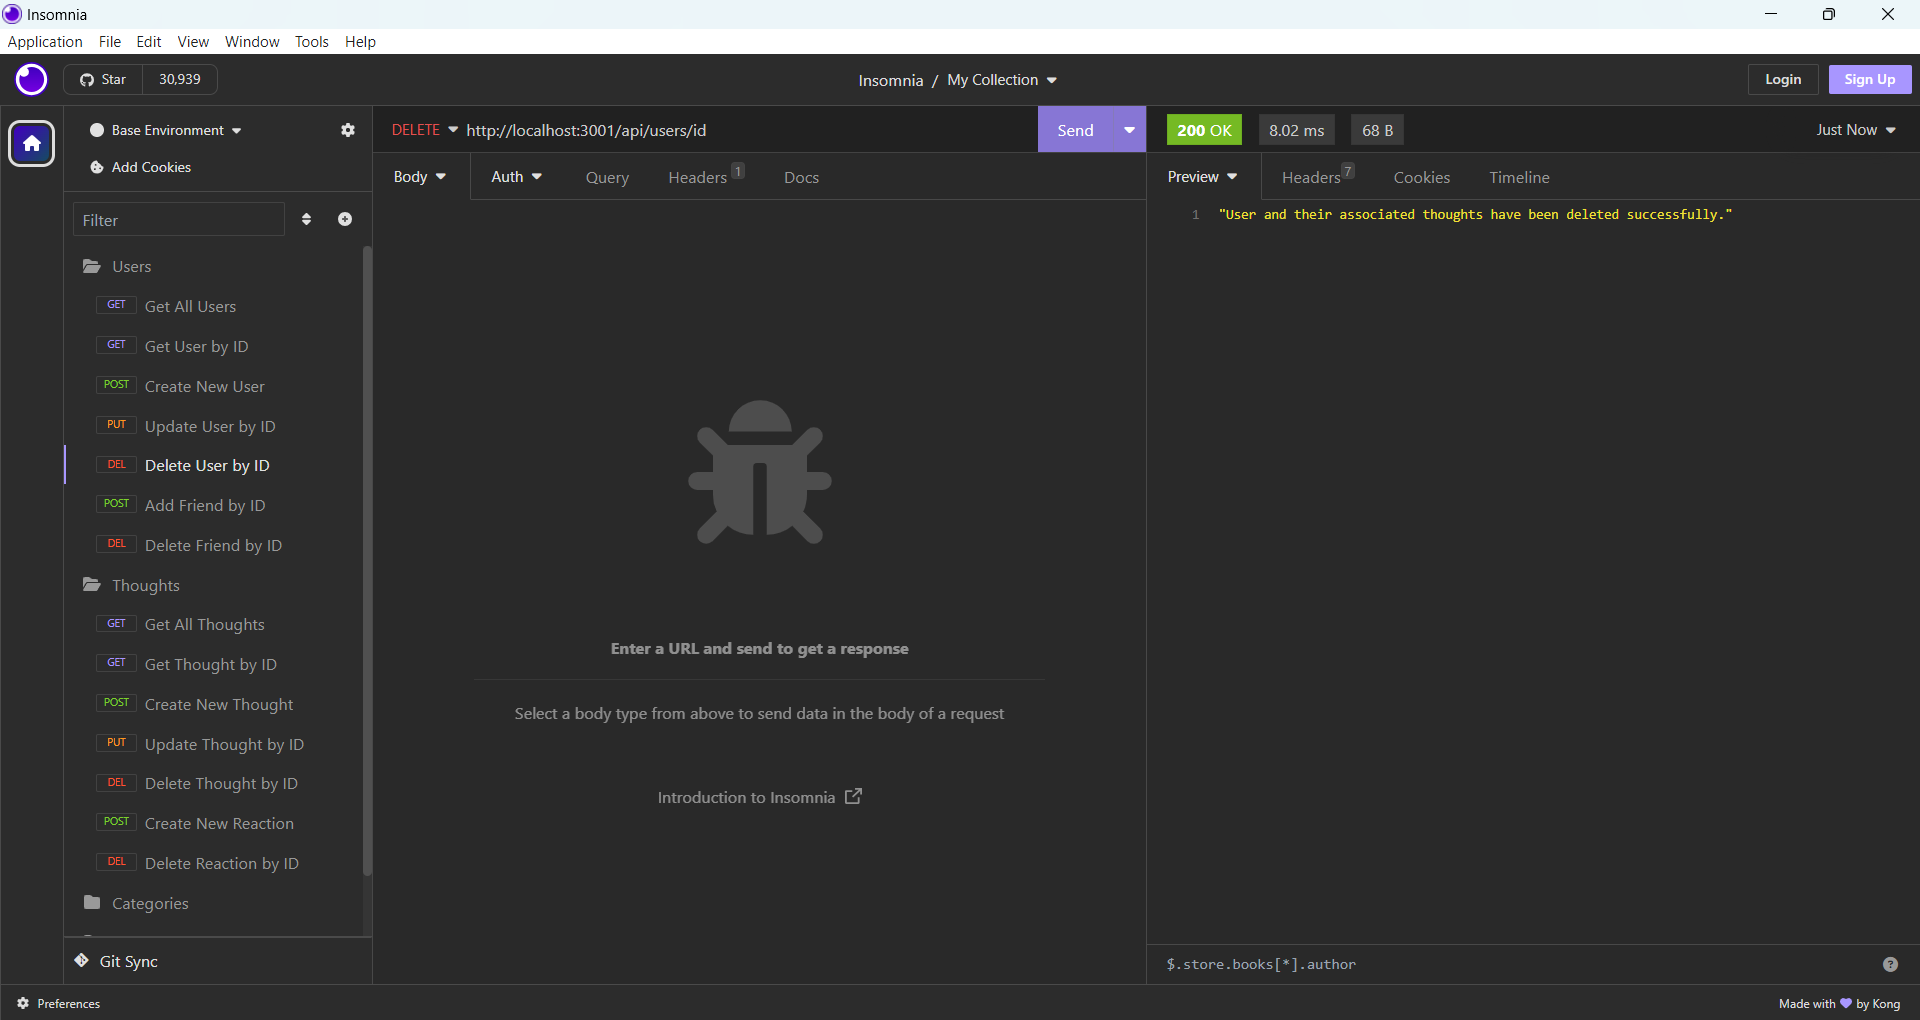 Insomnia
Application File Edit View Window Tools Help
Star 30,939
Insomnia / My Collection
Login Sign Up
Base Environment
Add Cookies
Filter
Users
GET Get All Users
GET Get User by ID
POST Create New User
PUT Update User by ID
DEL Delete User by ID
POST Add Friend by ID
DEL Delete Friend by ID
Thoughts
GET Get All Thoughts
GET Get Thought by ID
POST Create New Thought
PUT Update Thought by ID
DEL Delete Thought by ID
POST Create New Reaction
DEL Delete Reaction by ID
Categories
Git Sync
DELETE http://localhost:3001/api/users/id Send
Body Auth Query Headers 1 Docs
Enter a URL and send to get a response
Select a body type from above to send data in the body of a request
Introduction to Insomnia
200 OK 8.02 ms 68 B Just Now
Preview Headers 7 Cookies Timeline
1 "User and their associated thoughts have been deleted successfully."
$.store.books[*].author ?
Preferences
Made with 💜 by Kong